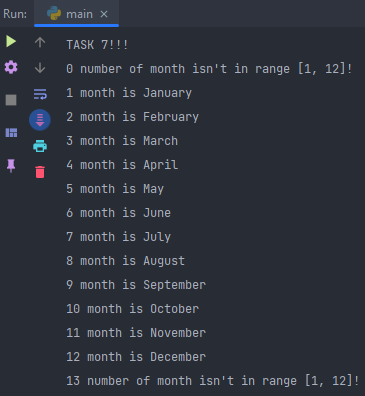 Run: main ×
TASK 7!!!
0 number of month isn't in range [1, 12]!
1 month is January
2 month is February
3 month is March
4 month is April
5 month is May
6 month is June
7 month is July
8 month is August
9 month is September
10 month is October
11 month is November
12 month is December
13 number of month isn't in range [1, 12]!